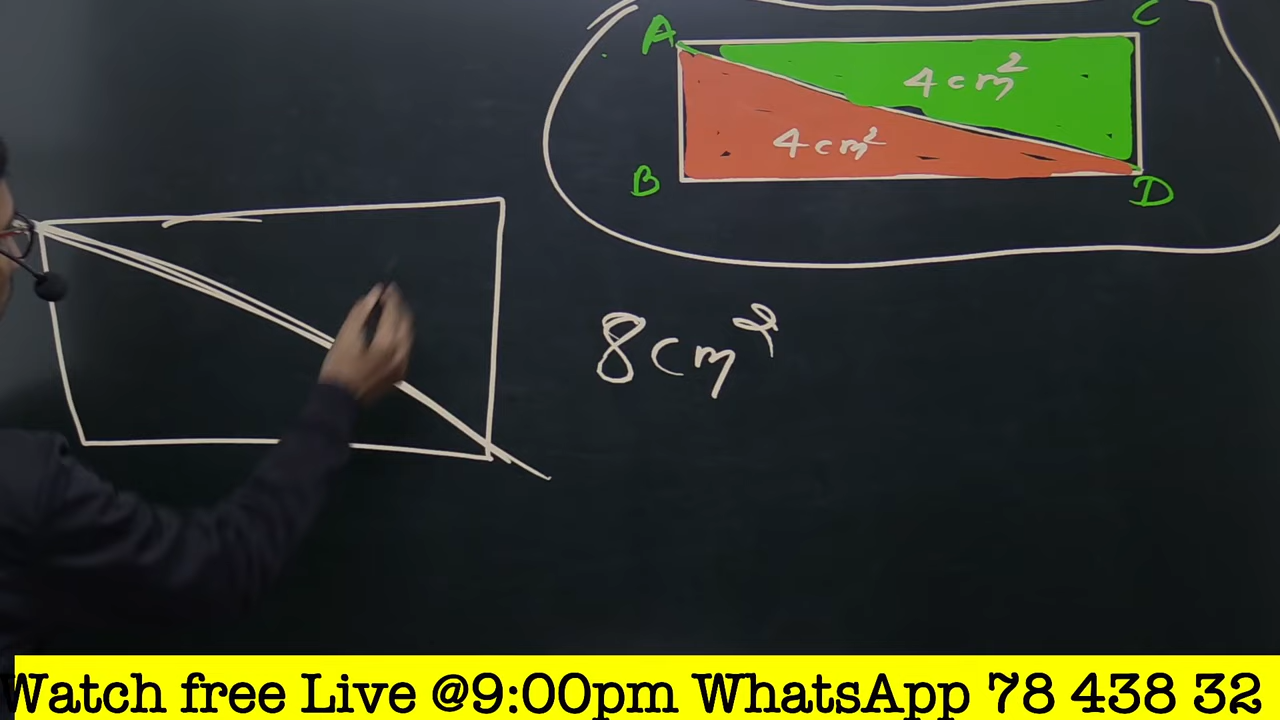 A
C
4cm²
4cm²
B
D
8cm²
Watch free Live @9:00pm WhatsApp 78 438 32